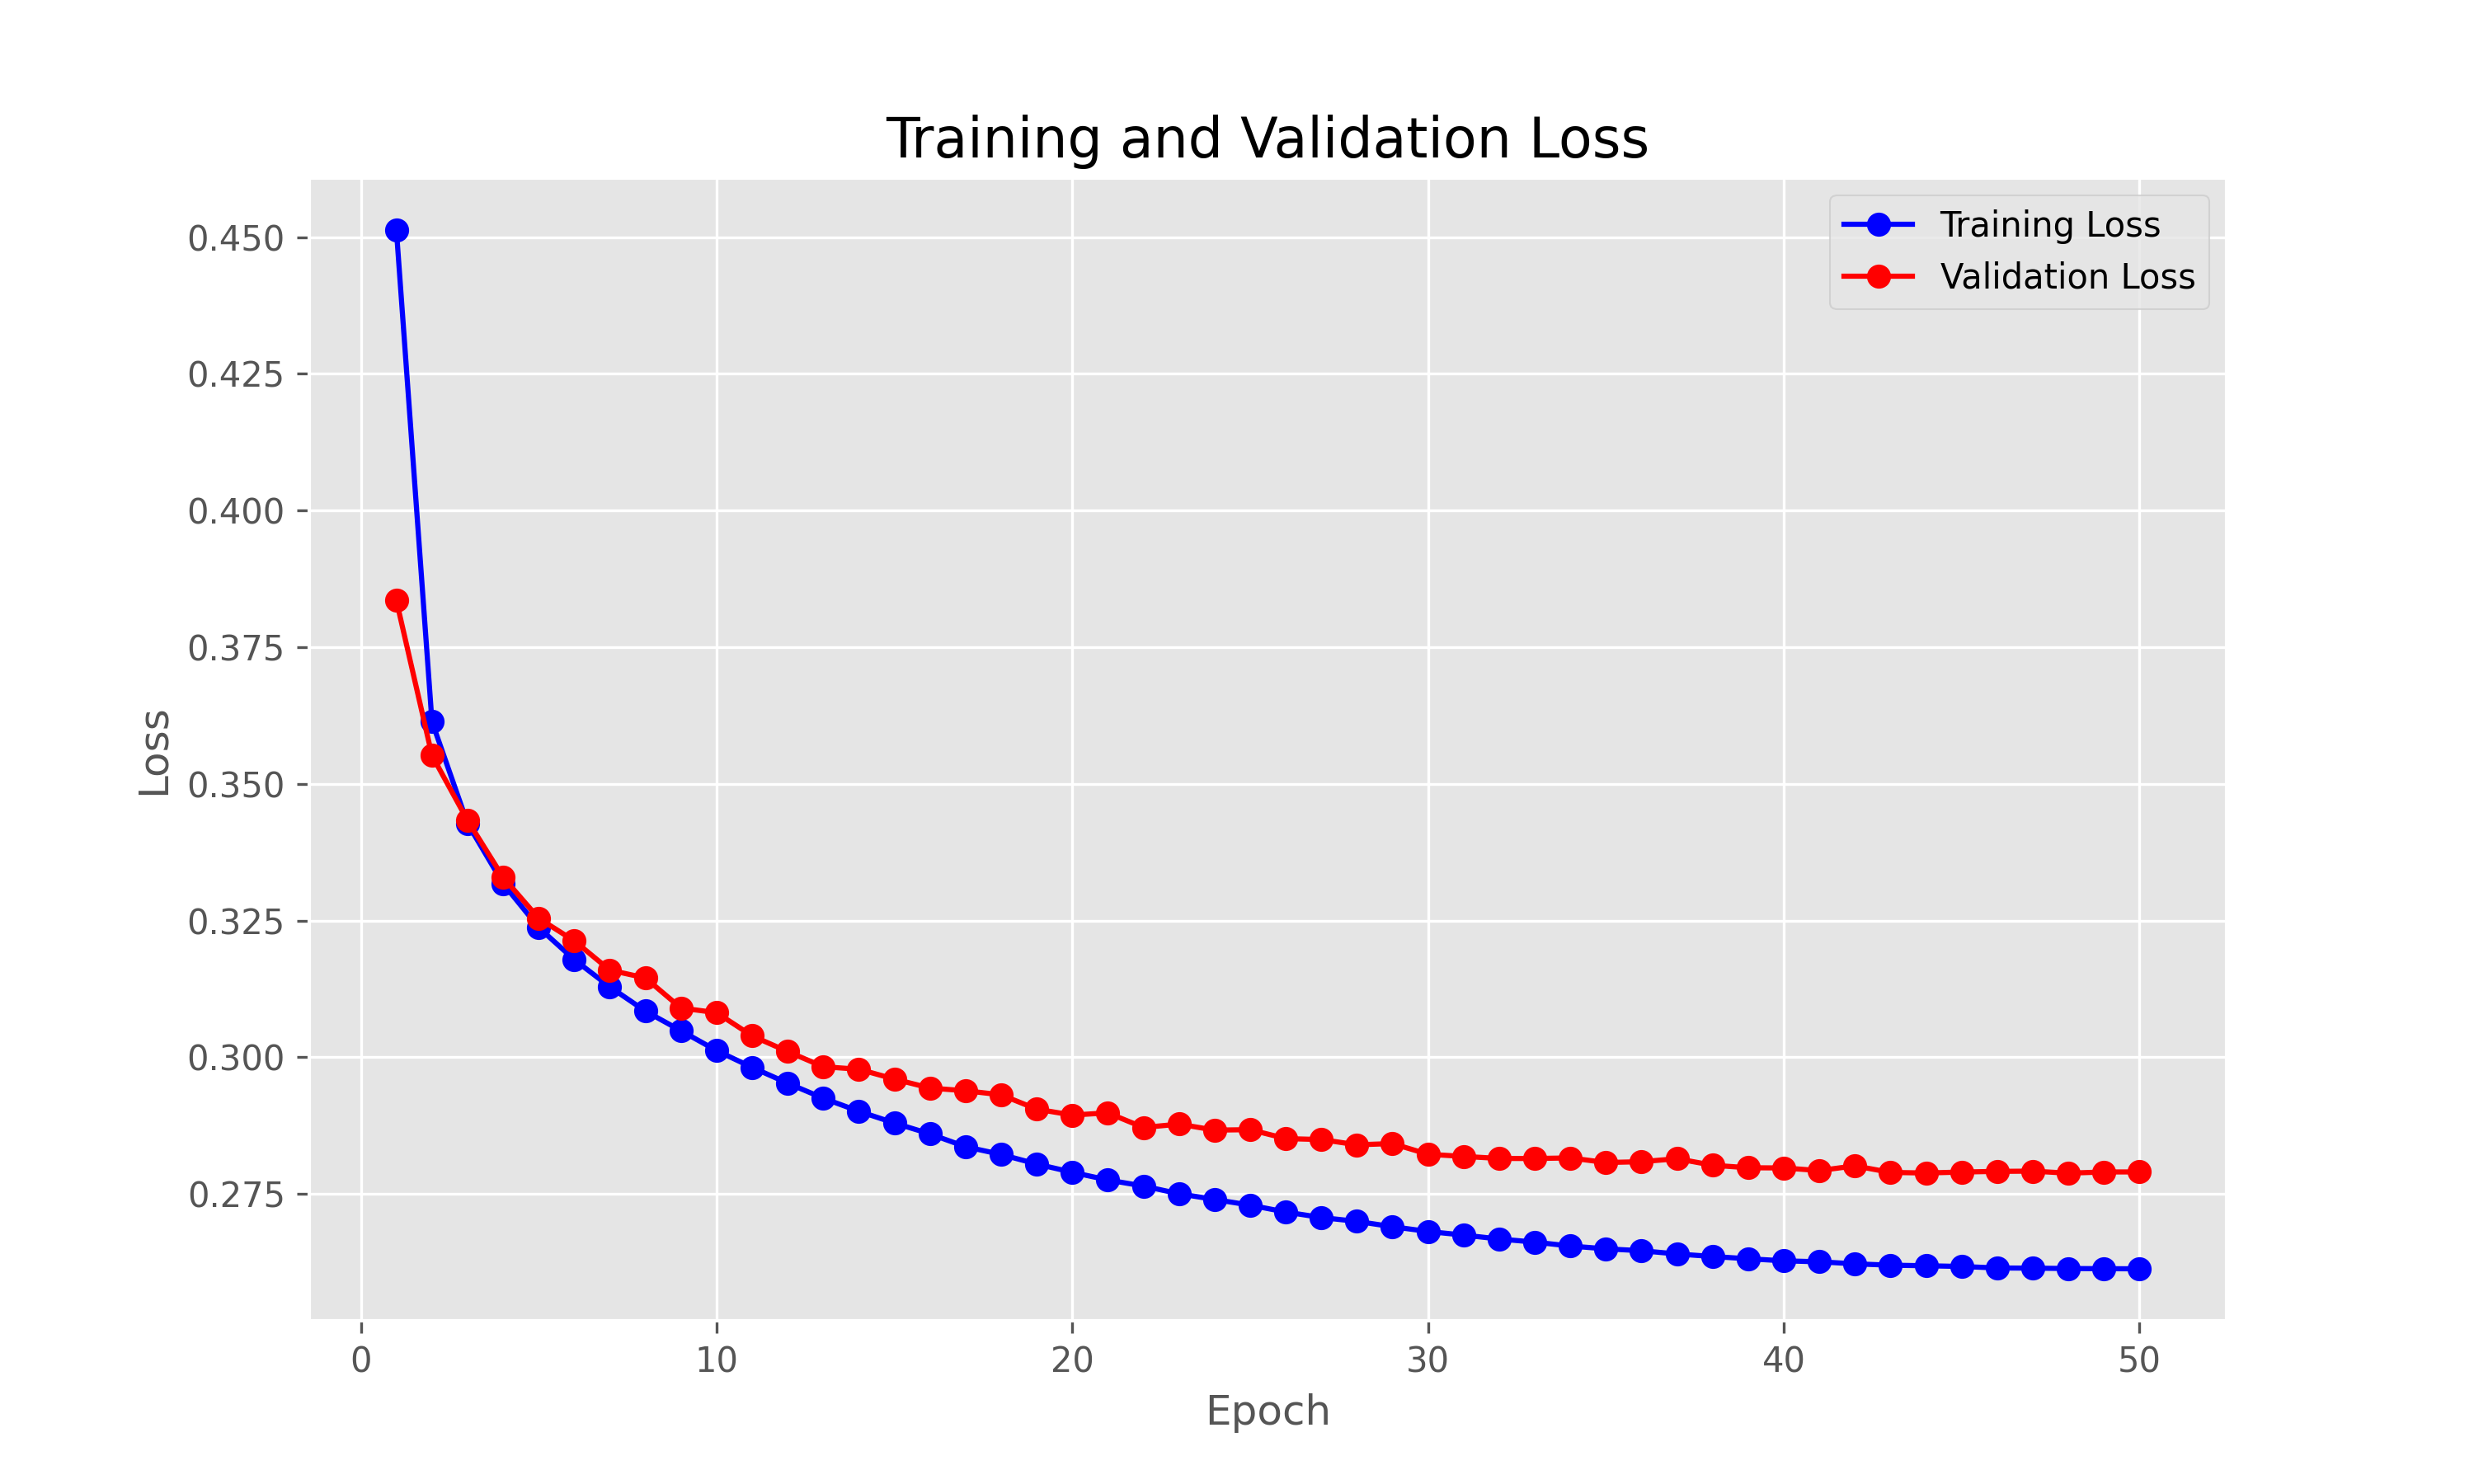 Training and Validation Loss
Training Loss
Validation Loss
0.450
0.425
0.400
0.375
0.350
0.325
0.300
0.275
Loss
0 10 20 30 40 50
Epoch